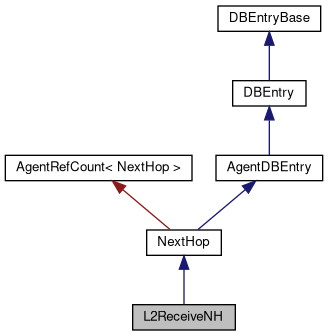 DBEntryBase
DBEntry
AgentRefCount< NextHop >
AgentDBEntry
NextHop
L2ReceiveNH